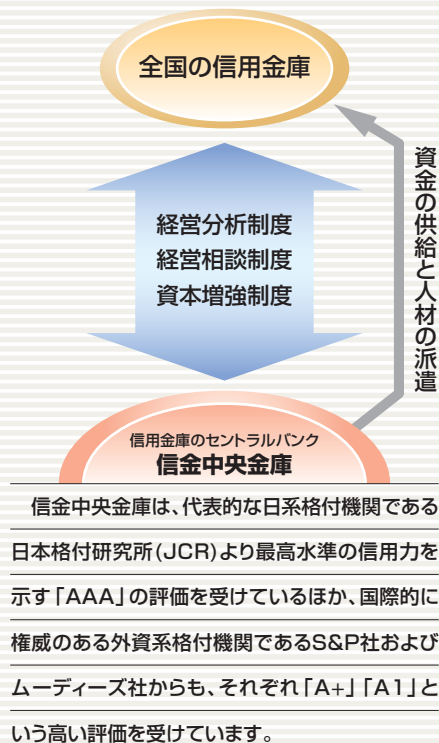 全国の信用金庫
経営分析制度
経営相談制度
資本増強制度
資金の供給と人材の派遣
信用金庫のセントラルバンク
信金中央金庫
信金中央金庫は、代表的な日系格付機関である
日本格付研究所(JCR)より最高水準の信用力を
示す「AAA」の評価を受けているほか、国際的に
権威のある外資系格付機関であるS&P社および
ムーディーズ社からも、それぞれ「A+」「A1」と
いう高い評価を受けています。